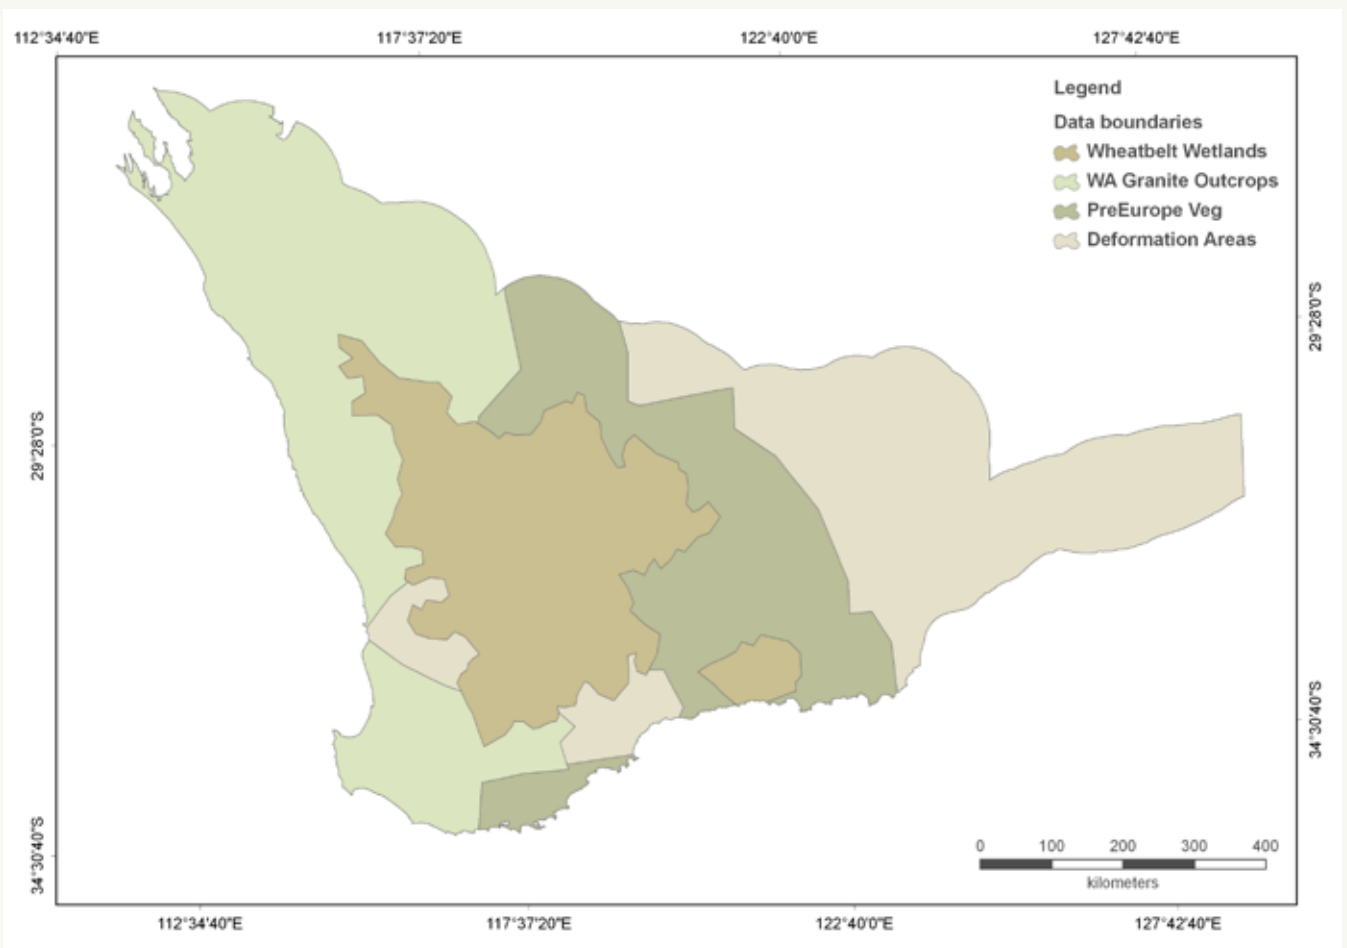 112°34'40"E 117°37'20"E 122°40'0"E 127°42'40"E
Legend
Data boundaries
Wheatbelt Wetlands
WA Granite Outcrops
PreEurope Veg
Deformation Areas
29°28'0"S
29°28'0"S
34°30'40"S
34°30'40"S
0 100 200 300 400
kilometers
112°34'40"E 117°37'20"E 122°40'0"E 127°42'40"E